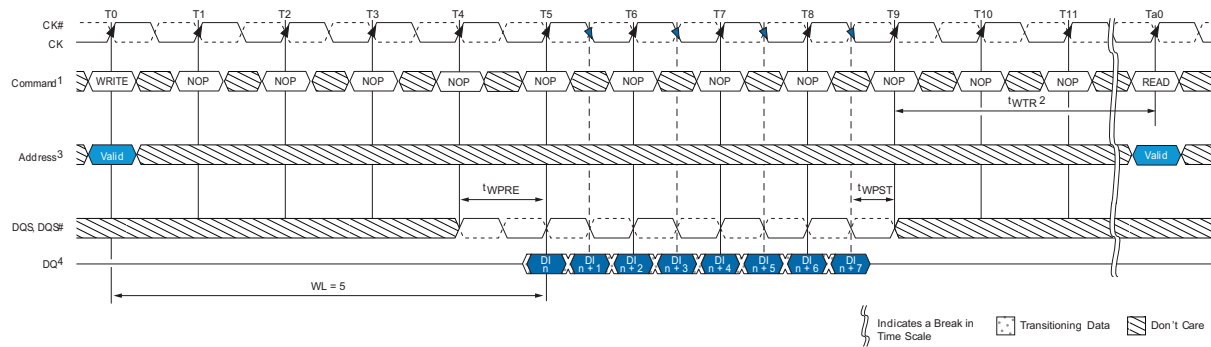 T0 T1 T2 T3 T4 T5 T6 T7 T8 T9 T10 T11 Ta0
CK#
CK
Command1 WRITE NOP NOP NOP NOP NOP NOP NOP NOP NOP NOP NOP READ
tWTR 2
Address3 Valid Valid
tWPRE tWPST
DQS, DQS#
DQ4 DI n DI n + 1 DI n + 2 DI n + 3 DI n + 4 DI n + 5 DI n + 6 DI n + 7
WL = 5
Indicates a Break in
Time Scale
Transitioning Data
Don't Care